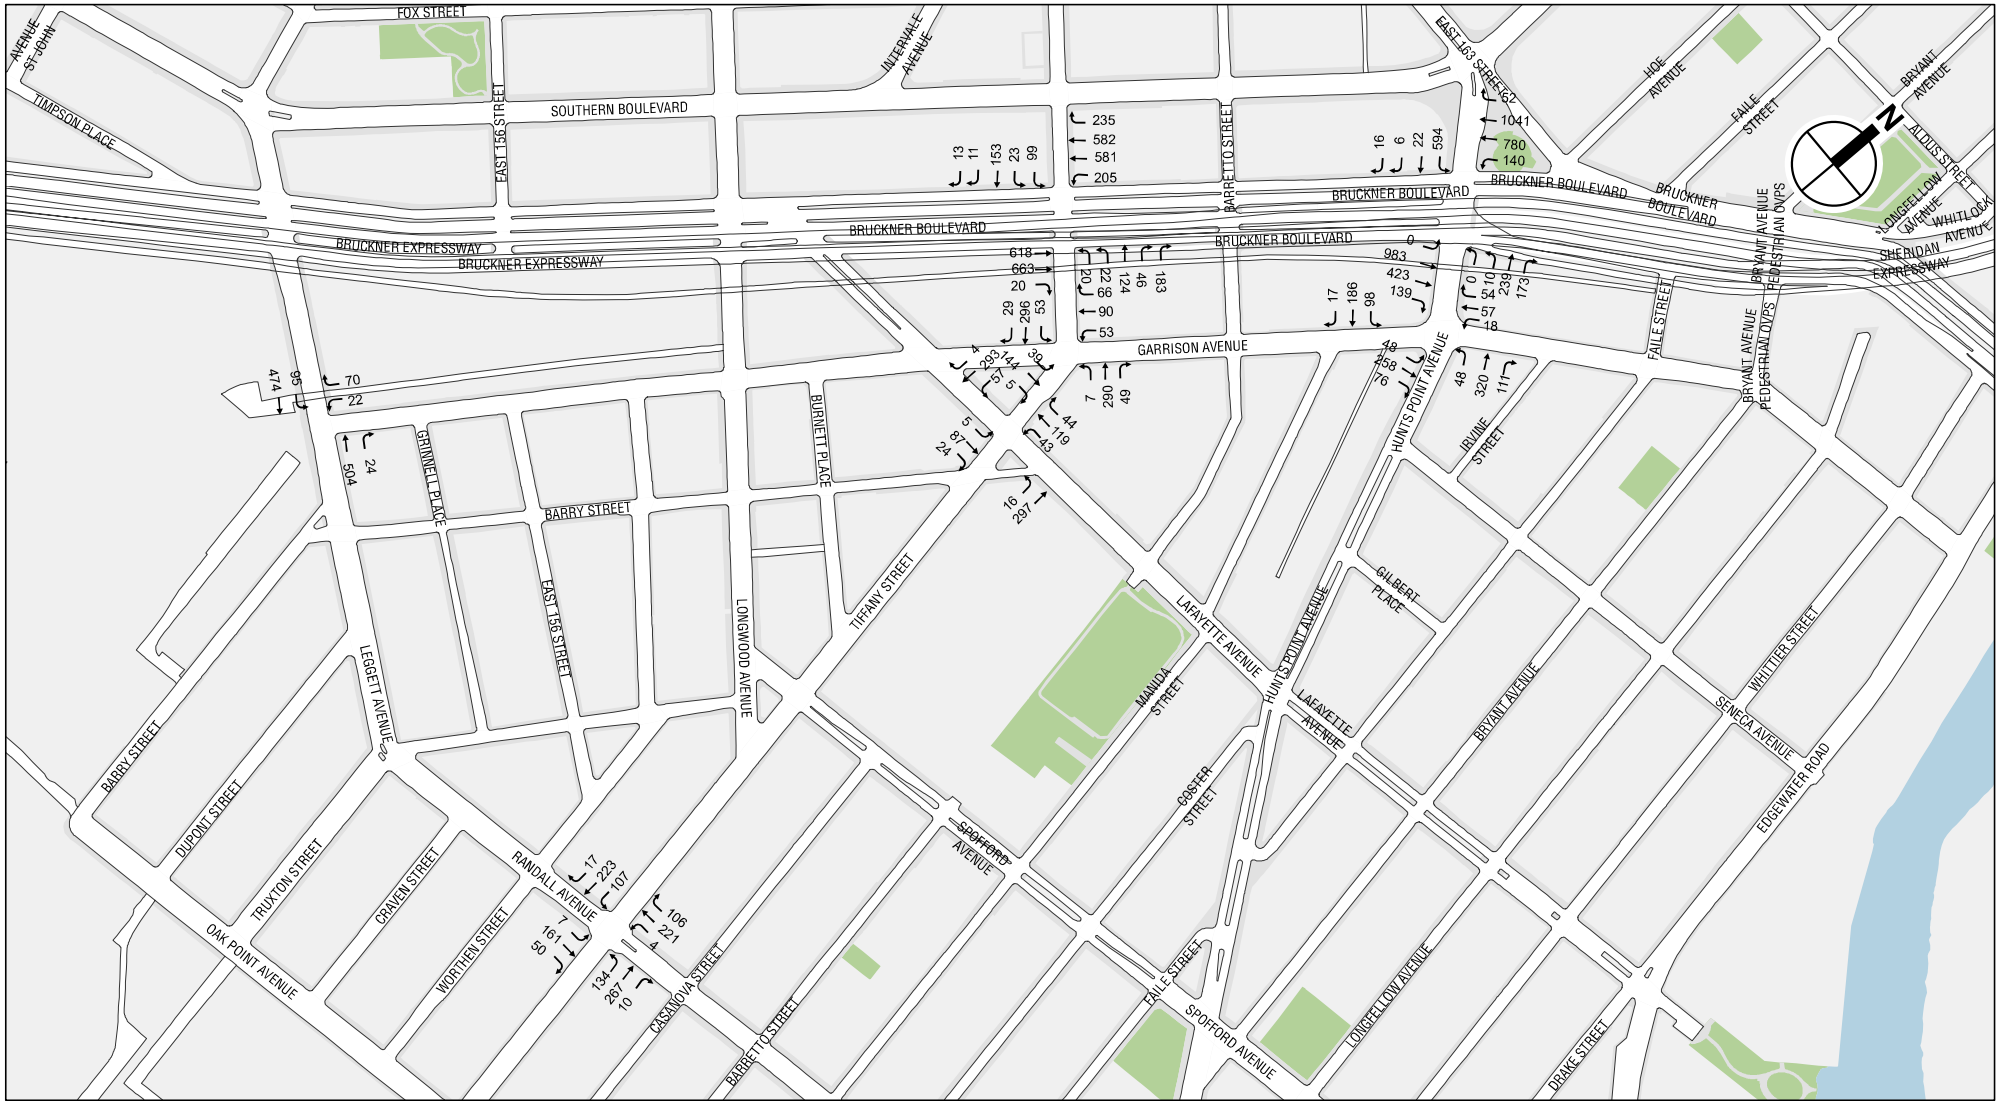 FOX STREET
AVENUE
ST JOHN
INTERVALE
AVENUE
EAST 163 STREET
HOE
AVENUE
BRYANT
AVENUE
FAILE
STREET
N
TIMPSON PLACE
EAST 156 STREET
SOUTHERN BOULEVARD
BARRETTO STREET
ALDUS STREET
13
11
153
23
99
235
582
581
205
16
6
22
594
52
1041
780
140
BRUCKNER BOULEVARD
BRUCKNER BOULEVARD
BRUCKNER
BOULEVARD
BRYANT AVENUE
PEDESTRIAN OVPS
LONGFELLOW
AVENUE
WHITLOCK
AVENUE
SHERIDAN
EXPRESSWAY
BRUCKNER BOULEVARD
BRUCKNER BOULEVARD
BRUCKNER EXPRESSWAY
BRUCKNER EXPRESSWAY
618
663
20
29
296
53
20
22
124
46
183
66
90
53
0
983
423
139
17
186
98
0
10
239
173
54
57
18
FAILE STREET
BRYANT AVENUE
PEDESTRIAN OVPS
GARRISON AVENUE
4
293
144
39
57
5
7
290
49
48
258
76
48
320
111
HUNTS POINT AVENUE
IRVINE
STREET
474
95
70
22
504
24
GRINNELL PLACE
BURNETT PLACE
5
87
24
44
119
43
16
297
BARRY STREET
EAST 156 STREET
LONGWOOD AVENUE
TIFFANY STREET
LEGGETT AVENUE
LAFAYETTE AVENUE
HUNTS POINT AVENUE
GILBERT
PLACE
MANIDA
STREET
LAFAYETTE
AVENUE
BRYANT AVENUE
WHITTIER STREET
SENECA AVENUE
EDGEWATER ROAD
BARRY STREET
DUPONT STREET
TRUXTON STREET
CRAVEN STREET
WORTHEN STREET
OAK POINT AVENUE
RANDALL AVENUE
17
223
107
7
161
50
106
221
4
134
267
10
CASANOVA STREET
BARRETTO STREET
SPOFFORD
AVENUE
COSTER
STREET
FAILE STREET
SPOFFORD AVENUE
LONGFELLOW AVENUE
DRAKE STREET